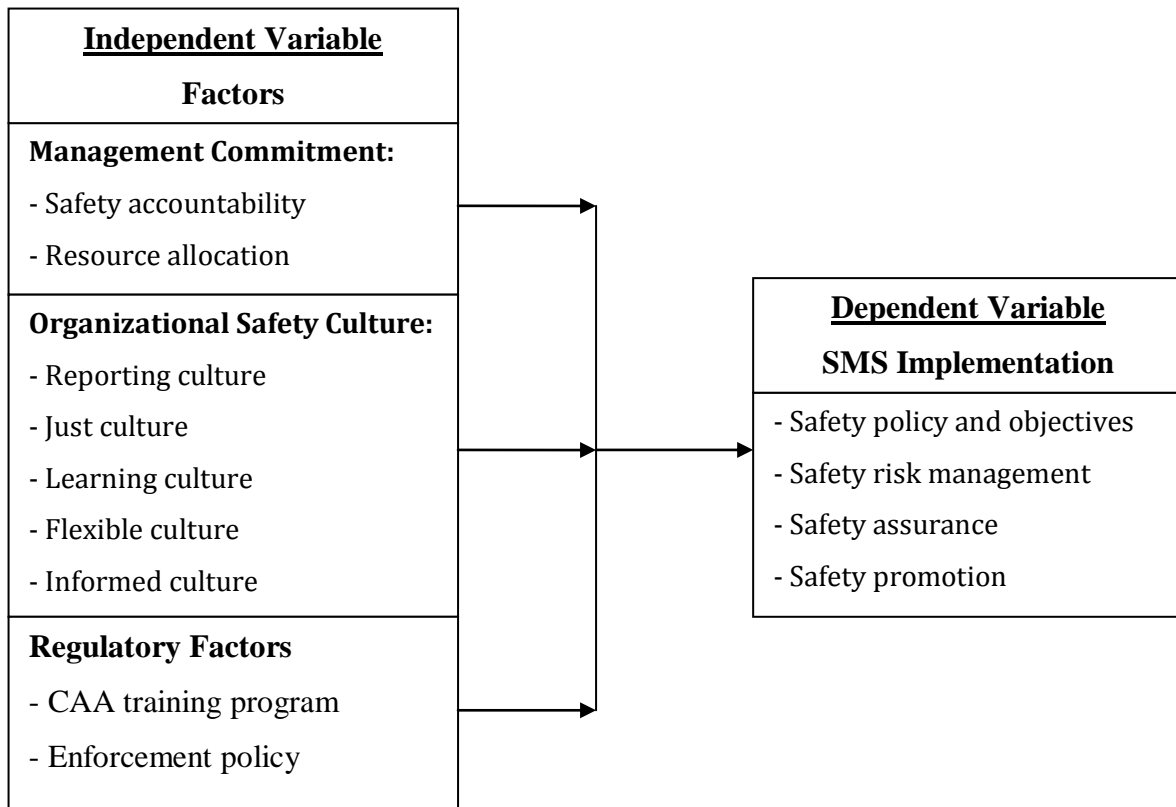 Independent Variable
Factors
Management Commitment:
- Safety accountability
- Resource allocation
Organizational Safety Culture:
- Reporting culture
- Just culture
- Learning culture
- Flexible culture
- Informed culture
Regulatory Factors
- CAA training program
- Enforcement policy
Dependent Variable
SMS Implementation
- Safety policy and objectives
- Safety risk management
- Safety assurance
- Safety promotion